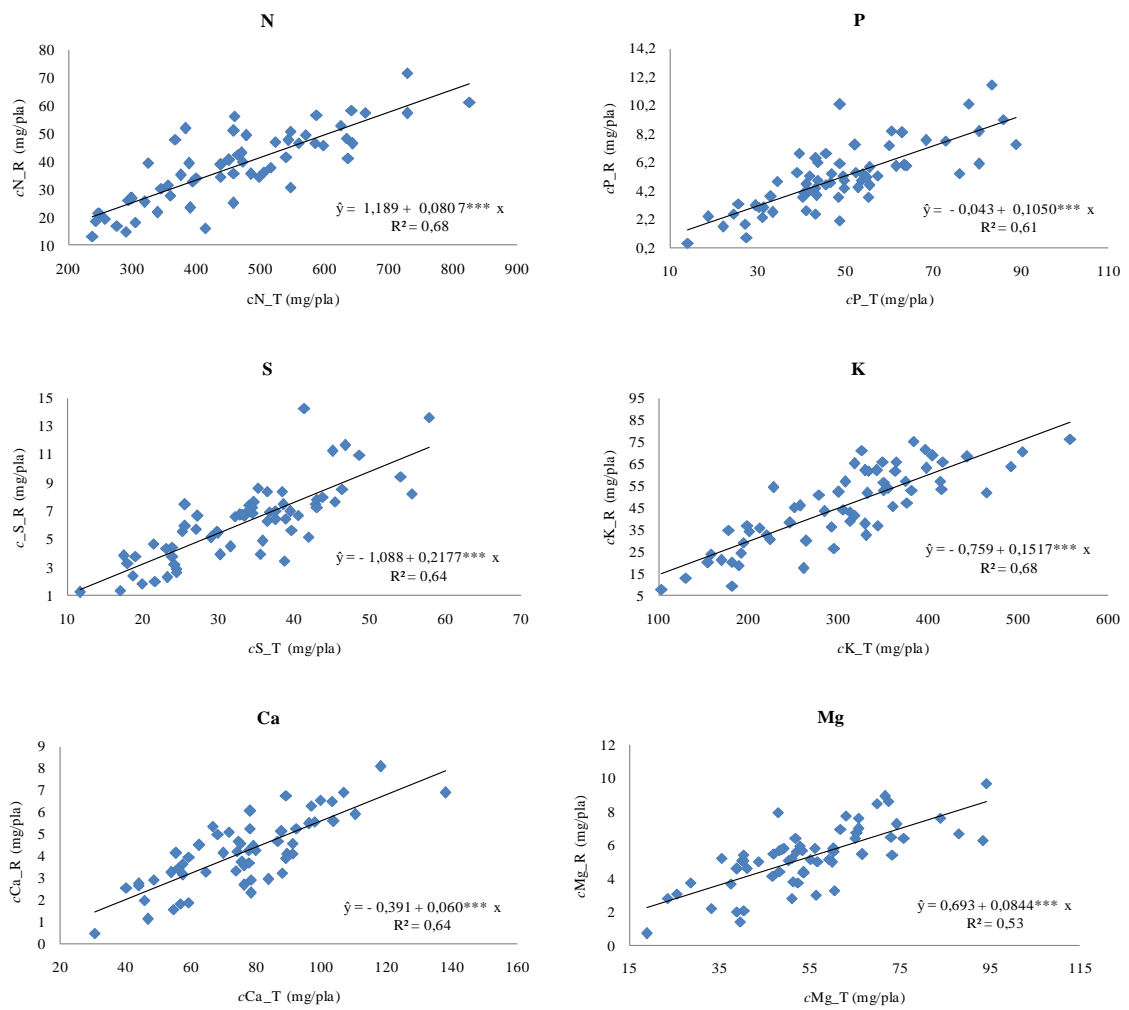 N
80
70
60
50
40
30
20
10
cN_R (mg/pla)
200 300 400 500 600 700 800 900
cN_T (mg/pla)
ŷ = 1,189 + 0,080 7*** x
R² = 0,68
P
14,2
12,2
10,2
8,2
6,2
4,2
2,2
0,2
cP_R (mg/pla)
10 30 50 70 90 110
cP_T (mg/pla)
ŷ = - 0,043 + 0,1050*** x
R² = 0,61
S
15
13
11
9
7
5
3
1
c_S_R (mg/pla)
10 20 30 40 50 60 70
cS_T (mg/pla)
ŷ = - 1,088 + 0,2177*** x
R² = 0,64
K
95
85
75
65
55
45
35
25
15
5
cK_R (mg/pla)
100 200 300 400 500 600
cK_T (mg/pla)
ŷ = - 0,759 + 0,1517*** x
R² = 0,68
Ca
9
8
7
6
5
4
3
2
1
0
cCa_R (mg/pla)
20 40 60 80 100 120 140 160
cCa_T (mg/pla)
ŷ = - 0,391 + 0,060*** x
R² = 0,64
Mg
12
10
8
6
4
2
0
cMg_R (mg/pla)
15 35 55 75 95 115
cMg_T (mg/pla)
ŷ = 0,693 + 0,0844*** x
R² = 0,53